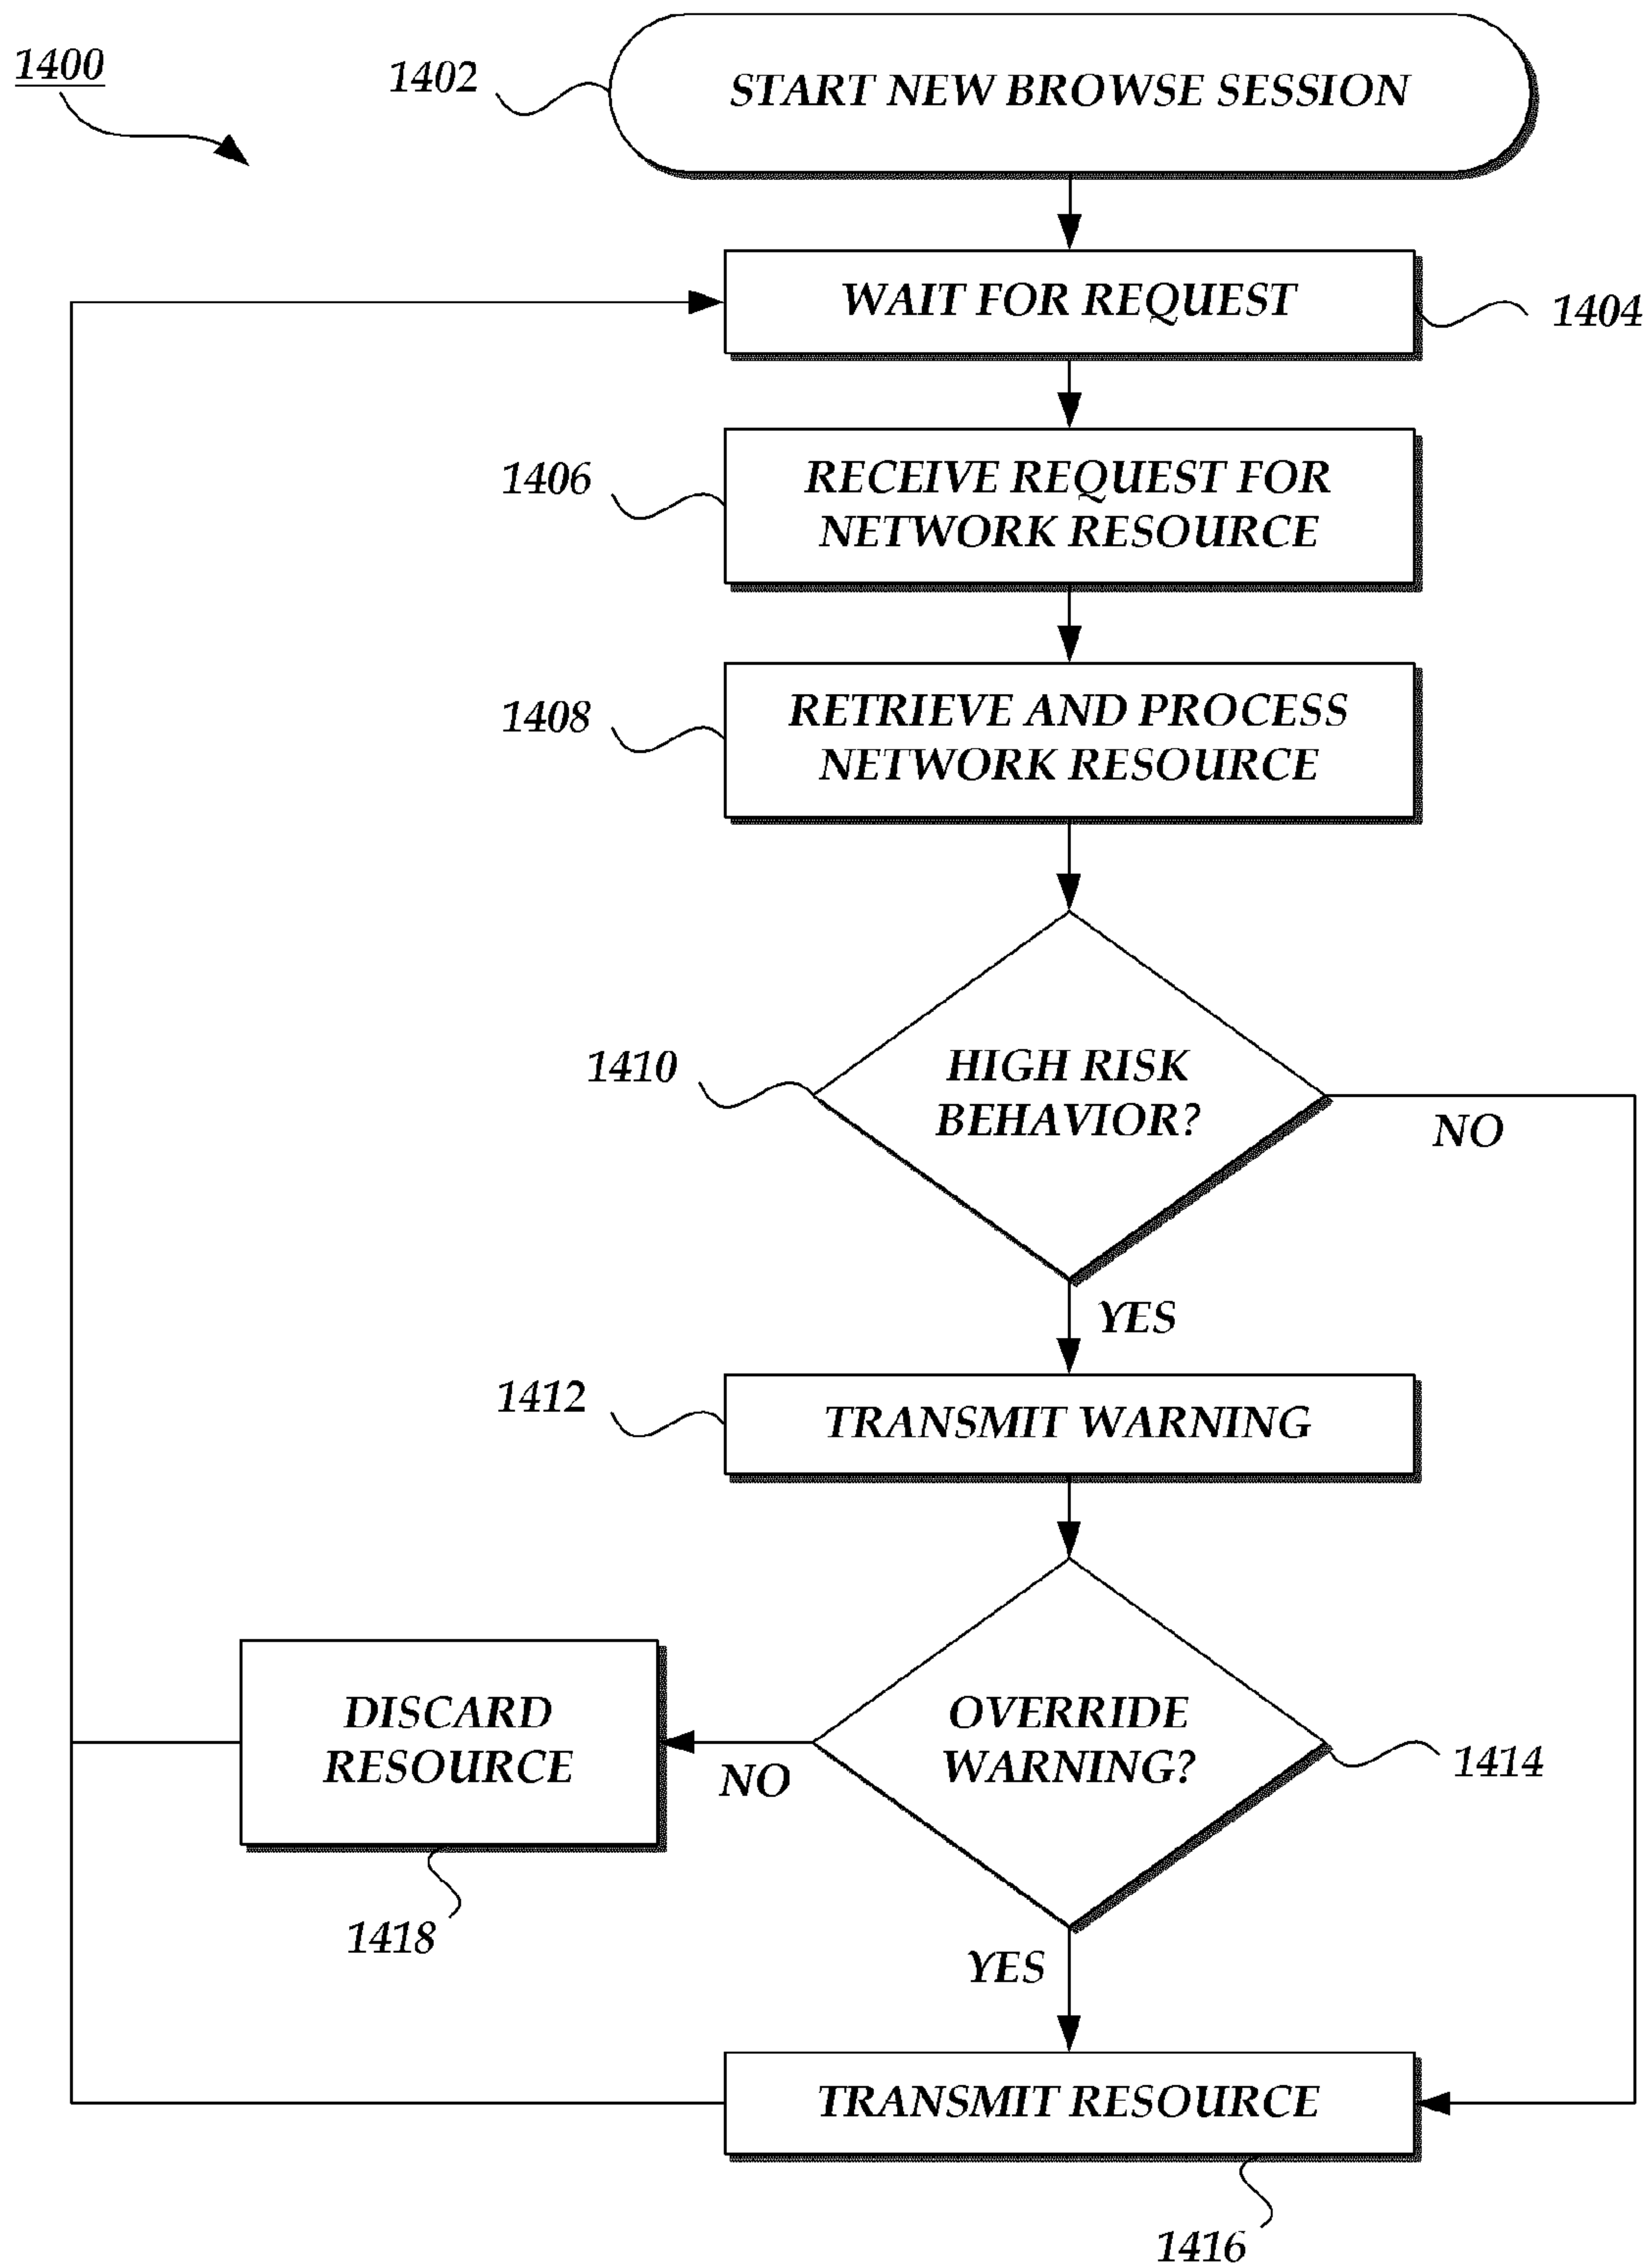 1400
1402
START NEW BROWSE SESSION
WAIT FOR REQUEST
1404
1406
RECEIVE REQUEST FOR
NETWORK RESOURCE
1408
RETRIEVE AND PROCESS
NETWORK RESOURCE
1410
HIGH RISK
BEHAVIOR?
NO
YES
1412
TRANSMIT WARNING
DISCARD
RESOURCE
1418
NO
OVERRIDE
WARNING?
1414
YES
TRANSMIT RESOURCE
1416